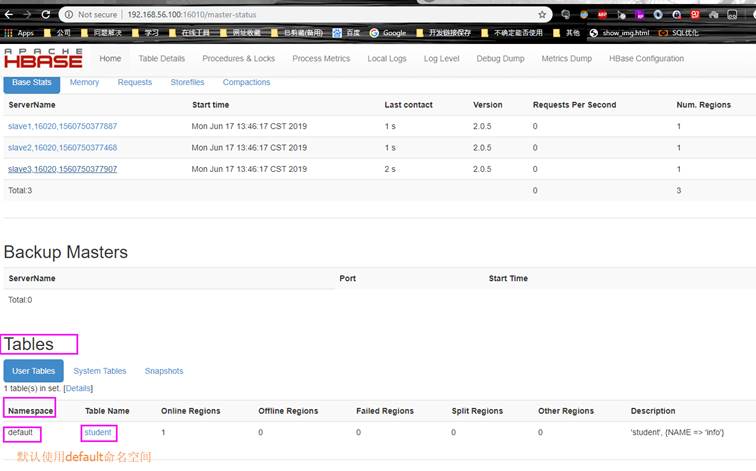 Not secure | 192.168.56.100:16010/master-status
Apps 公司 问题解决 学习 在线工具 网址收藏 百度 Google 开发链接保存 不确定能否使用 其他 show_img.html SQL优化
APACHE HBASE Home Table Details Procedures & Locks Process Metrics Local Logs Log Level Debug Dump Metrics Dump HBase Configuration
Base Stats Memory Requests Storefiles Compactions
ServerName Start time Last contact Version Requests Per Second Num. Regions
slave1,16020,1560750377887 Mon Jun 17 13:46:17 CST 2019 1 s 2.0.5 0 1
slave2,16020,1560750377468 Mon Jun 17 13:46:17 CST 2019 1 s 2.0.5 0 1
slave3,16020,1560750377907 Mon Jun 17 13:46:17 CST 2019 2 s 2.0.5 0 1
Total:3 0 3
Backup Masters
ServerName Port Start Time
Total:0
Tables
User Tables System Tables Snapshots
1 table(s) in set. [Details]
Namespace Table Name Online Regions Offline Regions Failed Regions Split Regions Other Regions Description
default student 1 0 0 0 0 'student', {NAME => 'info'}
默认使用default命名空间